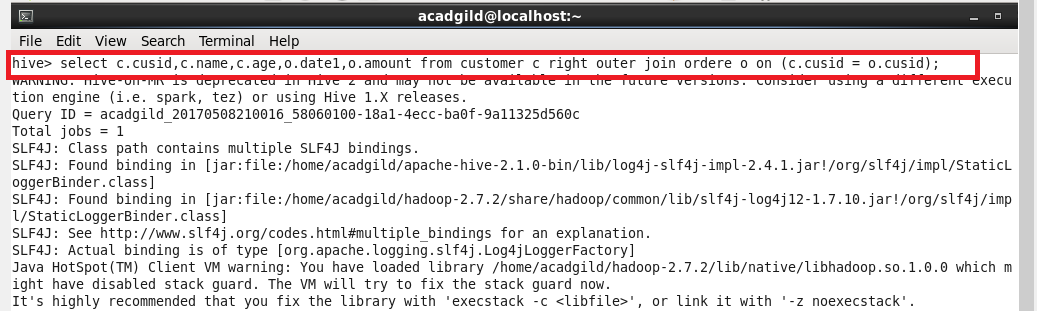 acadgild@localhost:~
File Edit View Search Terminal Help
hive> select c.cusid,c.name,c.age,o.date1,o.amount from customer c right outer join ordere o on (c.cusid = o.cusid);
WARNING: Hive-on-MR is deprecated in Hive 2 and may not be available in the future versions. Consider using a different execu
tion engine (i.e. spark, tez) or using Hive 1.X releases.
Query ID = acadgild_20170508210016_58060100-18a1-4ecc-ba0f-9a11325d560c
Total jobs = 1
SLF4J: Class path contains multiple SLF4J bindings.
SLF4J: Found binding in [jar:file:/home/acadgild/apache-hive-2.1.0-bin/lib/log4j-slf4j-impl-2.4.1.jar!/org/slf4j/impl/StaticL
oggerBinder.class]
SLF4J: Found binding in [jar:file:/home/acadgild/hadoop-2.7.2/share/hadoop/common/lib/slf4j-log4j12-1.7.10.jar!/org/slf4j/imp
l/StaticLoggerBinder.class]
SLF4J: See http://www.slf4j.org/codes.html#multiple_bindings for an explanation.
SLF4J: Actual binding is of type [org.apache.logging.slf4j.Log4jLoggerFactory]
Java HotSpot(TM) Client VM warning: You have loaded library /home/acadgild/hadoop-2.7.2/lib/native/libhadoop.so.1.0.0 which m
ight have disabled stack guard. The VM will try to fix the stack guard now.
It's highly recommended that you fix the library with 'execstack -c <libfile>', or link it with '-z noexecstack'.